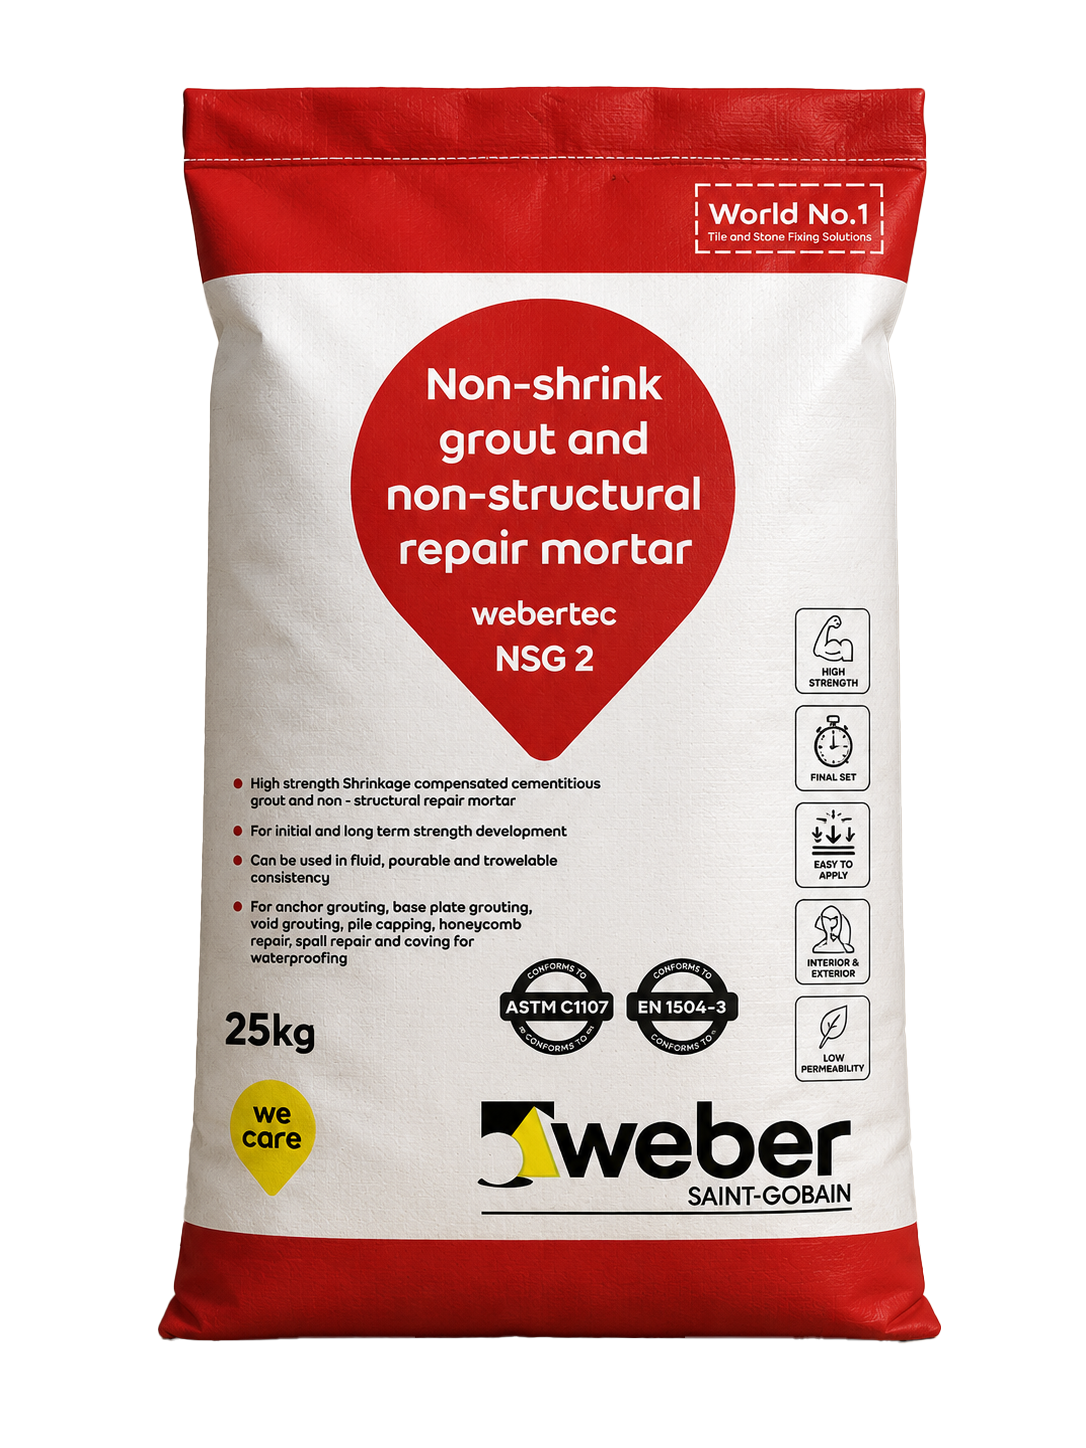 World No.1
Tile and Stone Fixing Solutions
Non-shrink
grout and
non-structural
repair mortar
webertec
NSG 2
HIGH
STRENGTH
FINAL SET
EASY TO
APPLY
INTERIOR &
EXTERIOR
LOW
PERMEABILITY
High strength Shrinkage compensated cementitious
grout and non - structural repair mortar
For initial and long term strength development
Can be used in fluid, pourable and trowelable
consistency
For anchor grouting, base plate grouting,
void grouting, pile capping, honeycomb
repair, spall repair and coving for
waterproofing
CONFORMS TO
ASTM C1107
CONFORMS TO
CONFORMS TO
EN 1504-3
CONFORMS TO
25kg
we
care
weber
SAINT-GOBAIN